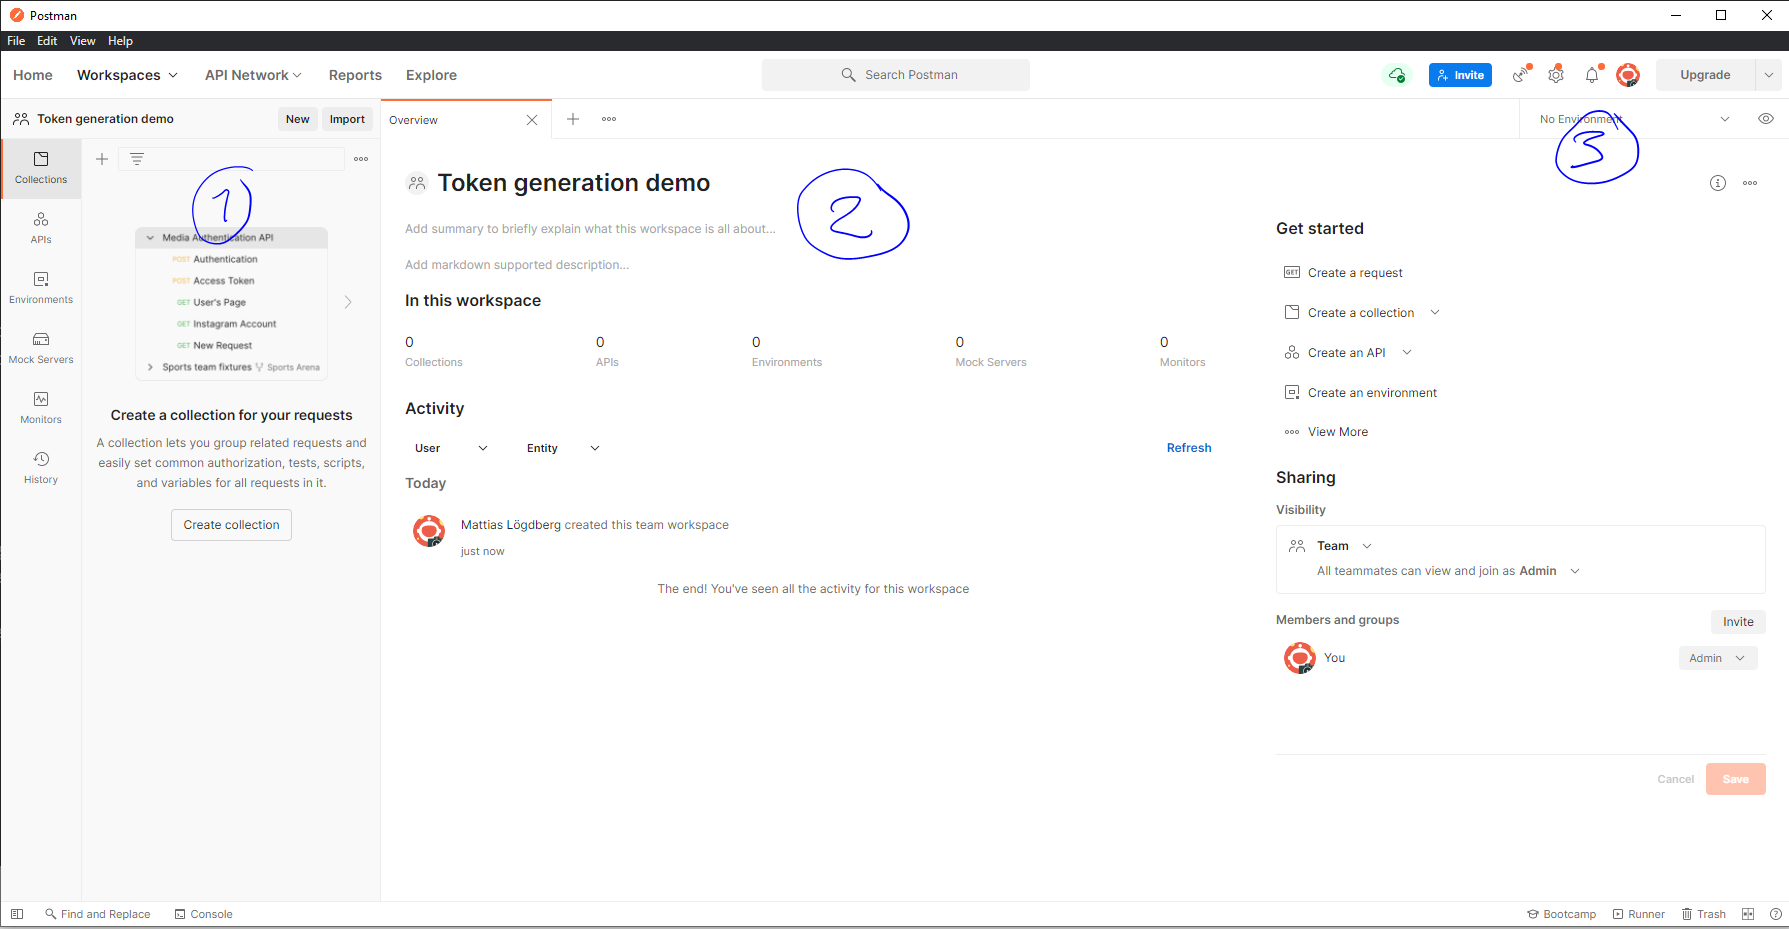 Postman
File Edit View Help
Home Workspaces API Network Reports Explore
Search Postman
Invite
Upgrade
Token generation demo
New Import
Overview
No Environment
3
Collections
APIs
Environments
Mock Servers
Monitors
History
1
Media Authentication API
POST Authentication
POST Access Token
GET User's Page
GET Instagram Account
GET New Request
Sports team fixtures Sports Arena
Create a collection for your requests
A collection lets you group related requests and
easily set common authorization, tests, scripts,
and variables for all requests in it.
Create collection
Token generation demo
2
Add summary to briefly explain what this workspace is all about...
Add markdown supported description...
In this workspace
0 0 0 0 0
Collections APIs Environments Mock Servers Monitors
Activity
User Entity Refresh
Today
Mattias Lögdberg created this team workspace
just now
The end! You've seen all the activity for this workspace
Get started
GET Create a request
Create a collection
Create an API
Create an environment
View More
Sharing
Visibility
Team
All teammates can view and join as Admin
Members and groups
Invite
You
Admin
Cancel Save
Find and Replace Console
Bootcamp Runner Trash